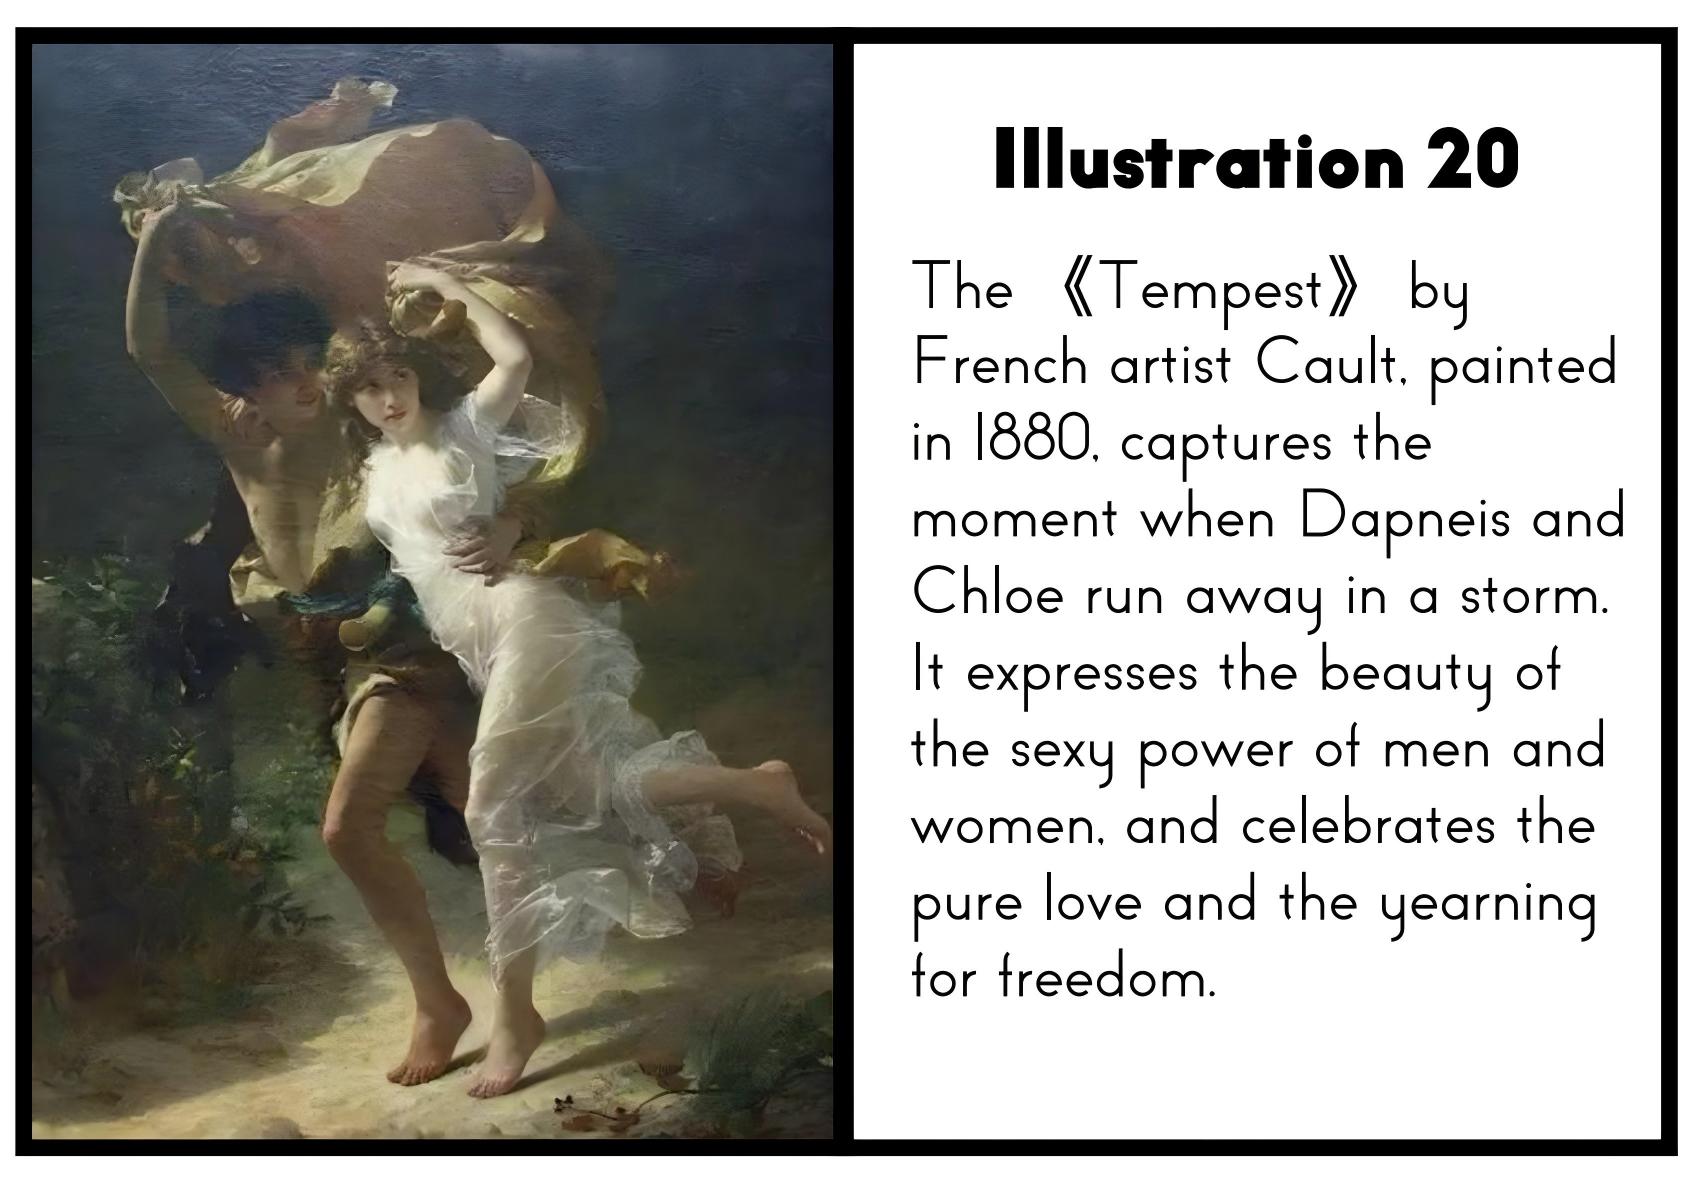 Illustration 20
The 《Tempest》 by
French artist Cault, painted
in 1880, captures the
moment when Dapneis and
Chloe run away in a storm.
It expresses the beauty of
the sexy power of men and
women, and celebrates the
pure love and the yearning
for freedom.